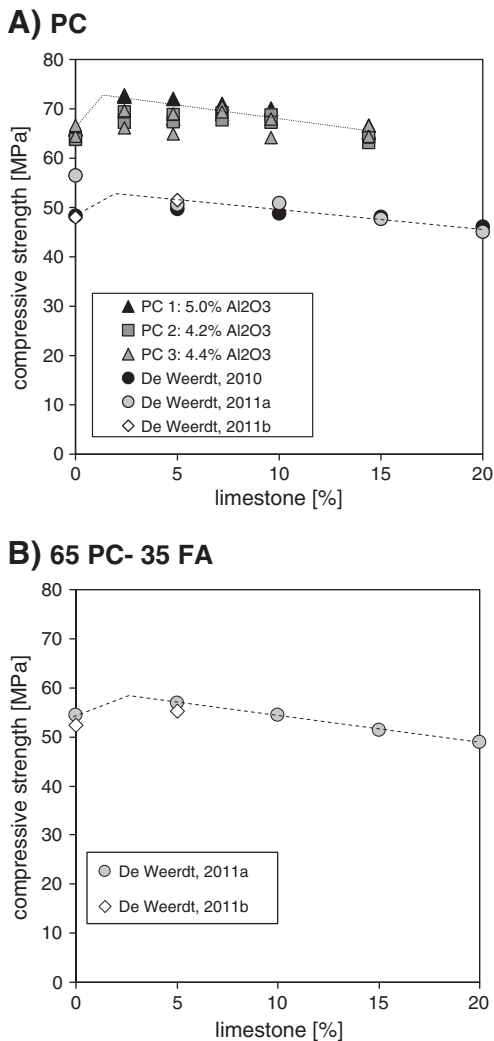 A) PC
80
70
60
50
40
30
20
10
0
compressive strength [MPa]
PC 1: 5.0% Al2O3
PC 2: 4.2% Al2O3
PC 3: 4.4% Al2O3
De Weerdt, 2010
De Weerdt, 2011a
De Weerdt, 2011b
0 5 10 15 20
limestone [%]
B) 65 PC- 35 FA
80
70
60
50
40
30
20
10
0
compressive strength [MPa]
De Weerdt, 2011a
De Weerdt, 2011b
0 5 10 15 20
limestone [%]